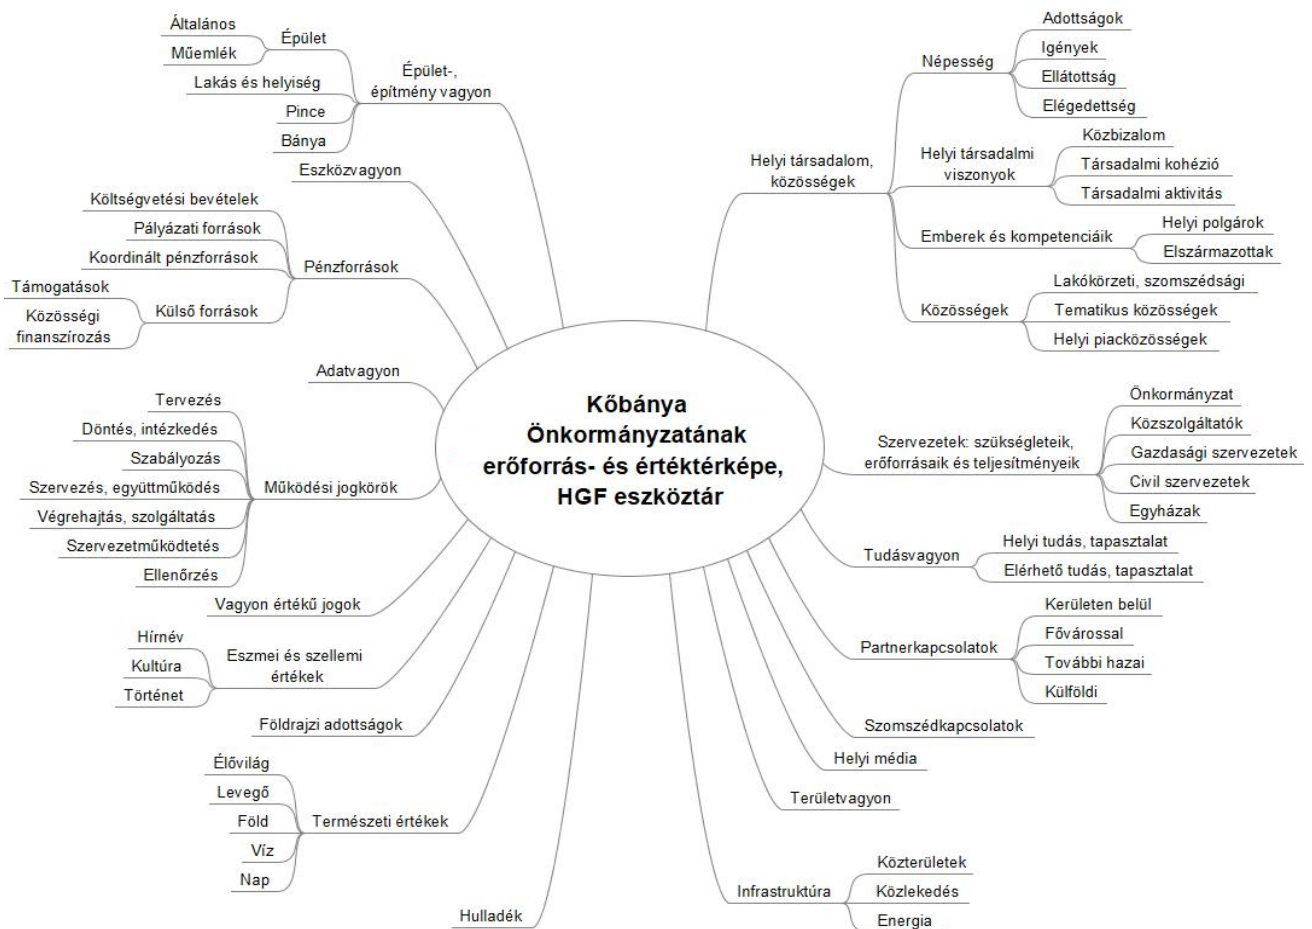 Kőbánya
Önkormányzatának
erőforrás- és értéktérképe,
HGF eszköztár
Helyi társadalom,
közösségek
Népesség
Adottságok
Igények
Ellátottság
Elégedettség
Helyi társadalmi
viszonyok
Közbizalom
Társadalmi kohézió
Társadalmi aktivitás
Emberek és kompetenciáik
Helyi polgárok
Elszármazottak
Közösségek
Lakókörzeti, szomszédsági
Tematikus közösségek
Helyi piacközösségek
Szervezetek: szükségleteik,
erőforrásaik és teljesítményeik
Önkormányzat
Közszolgáltatók
Gazdasági szervezetek
Civil szervezetek
Egyházak
Tudásvagyon
Helyi tudás, tapasztalat
Elérhető tudás, tapasztalat
Partnerkapcsolatok
Kerületen belül
Fővárossal
További hazai
Külföldi
Szomszédkapcsolatok
Helyi média
Területvagyon
Infrastruktúra
Közterületek
Közlekedés
Energia
Épület-,
építmény vagyon
Épület
Általános
Műemlék
Lakás és helyiség
Pince
Bánya
Eszközvagyon
Pénzforrások
Költségvetési bevételek
Pályázati források
Koordinált pénzforrások
Külső források
Támogatások
Közösségi
finanszírozás
Adatvagyon
Működési jogkörök
Tervezés
Döntés, intézkedés
Szabályozás
Szervezés, együttműködés
Végrehajtás, szolgáltatás
Szervezetműködtetés
Ellenőrzés
Vagyon értékű jogok
Eszmei és szellemi
értékek
Hírnév
Kultúra
Történet
Földrajzi adottságok
Természeti értékek
Élővilág
Levegő
Föld
Víz
Nap
Hulladék